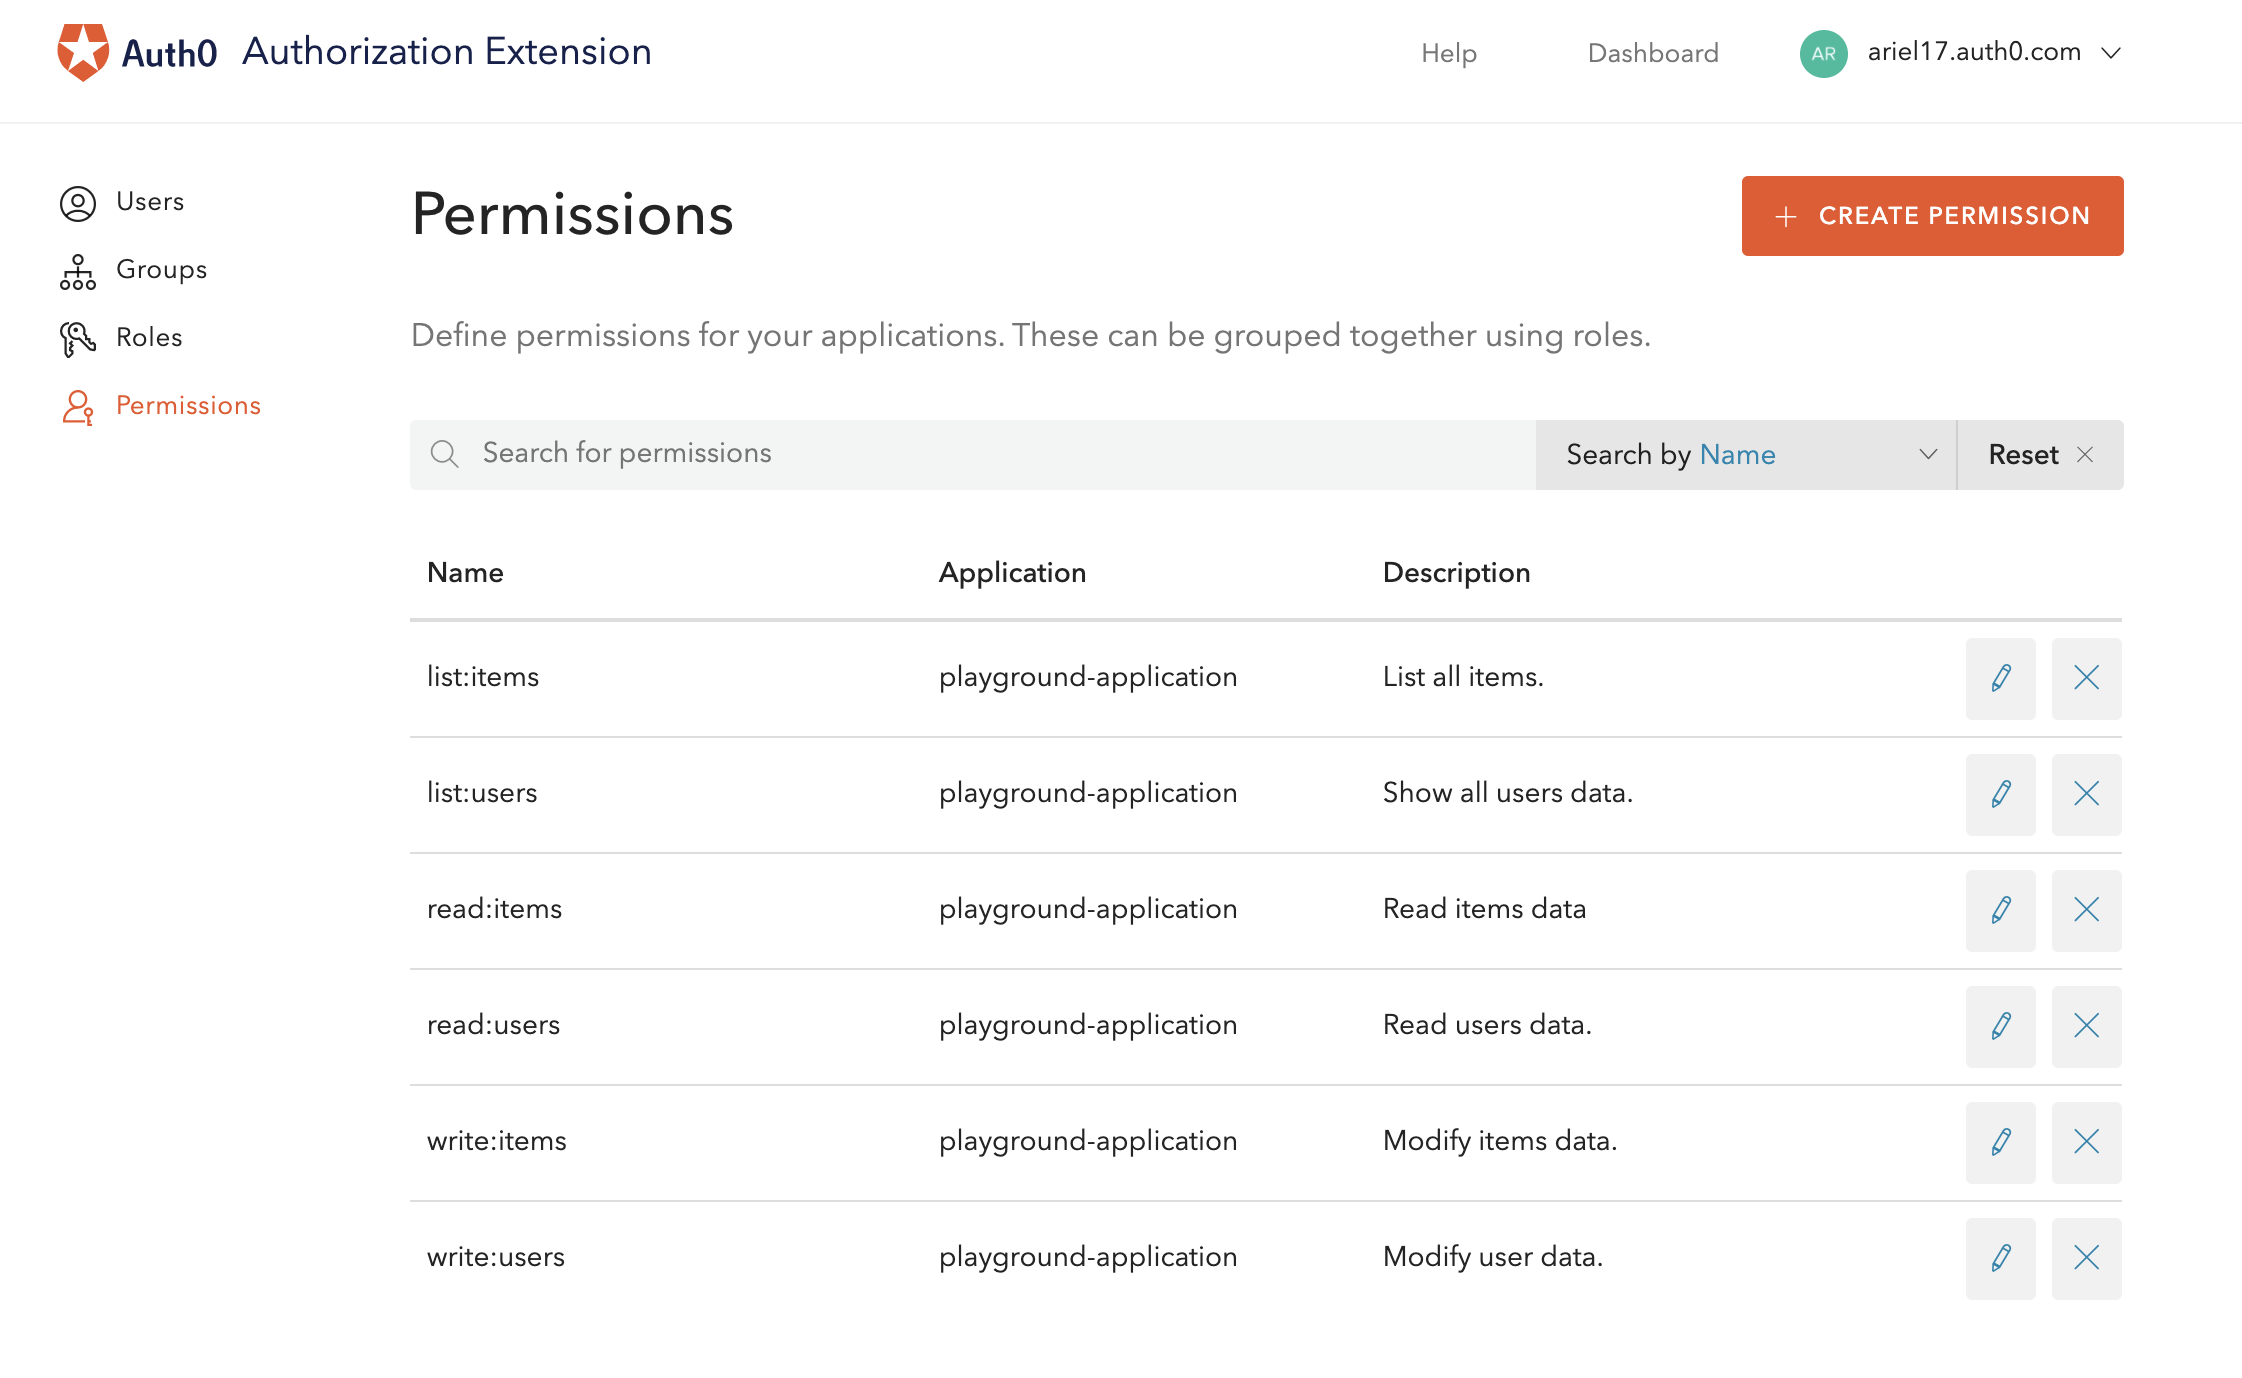 Auth0 Authorization Extension Help Dashboard AR ariel17.auth0.com
Users
Groups
Roles
Permissions
Permissions
+ CREATE PERMISSION
Define permissions for your applications. These can be grouped together using roles.
Search for permissions Search by Name Reset
Name Application Description
list:items playground-application List all items.
list:users playground-application Show all users data.
read:items playground-application Read items data
read:users playground-application Read users data.
write:items playground-application Modify items data.
write:users playground-application Modify user data.